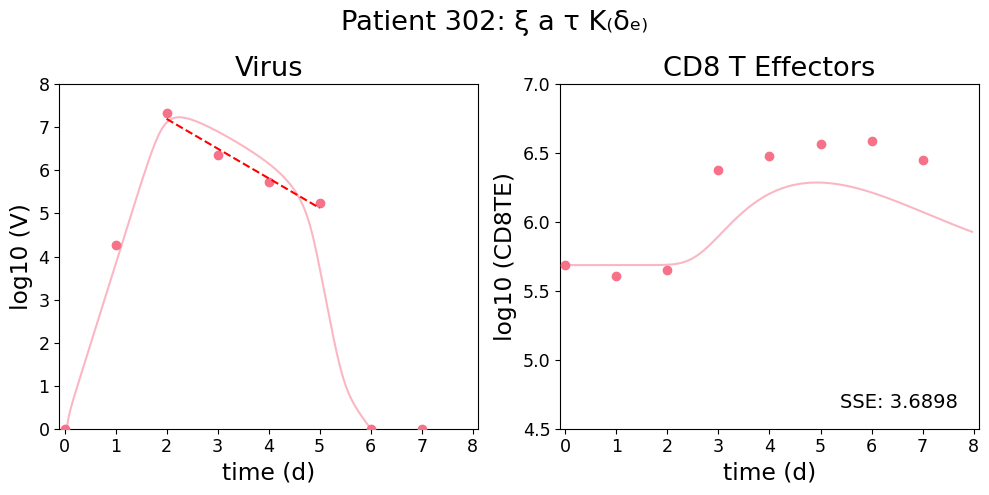 Patient 302: ξ a τ K₍δₑ₎
Virus
CD8 T Effectors
log10 (V)
8
7
6
5
4
3
2
1
0
0 1 2 3 4 5 6 7 8
time (d)
log10 (CD8TE)
7.0
6.5
6.0
5.5
5.0
4.5
SSE: 3.6898
0 1 2 3 4 5 6 7 8
time (d)